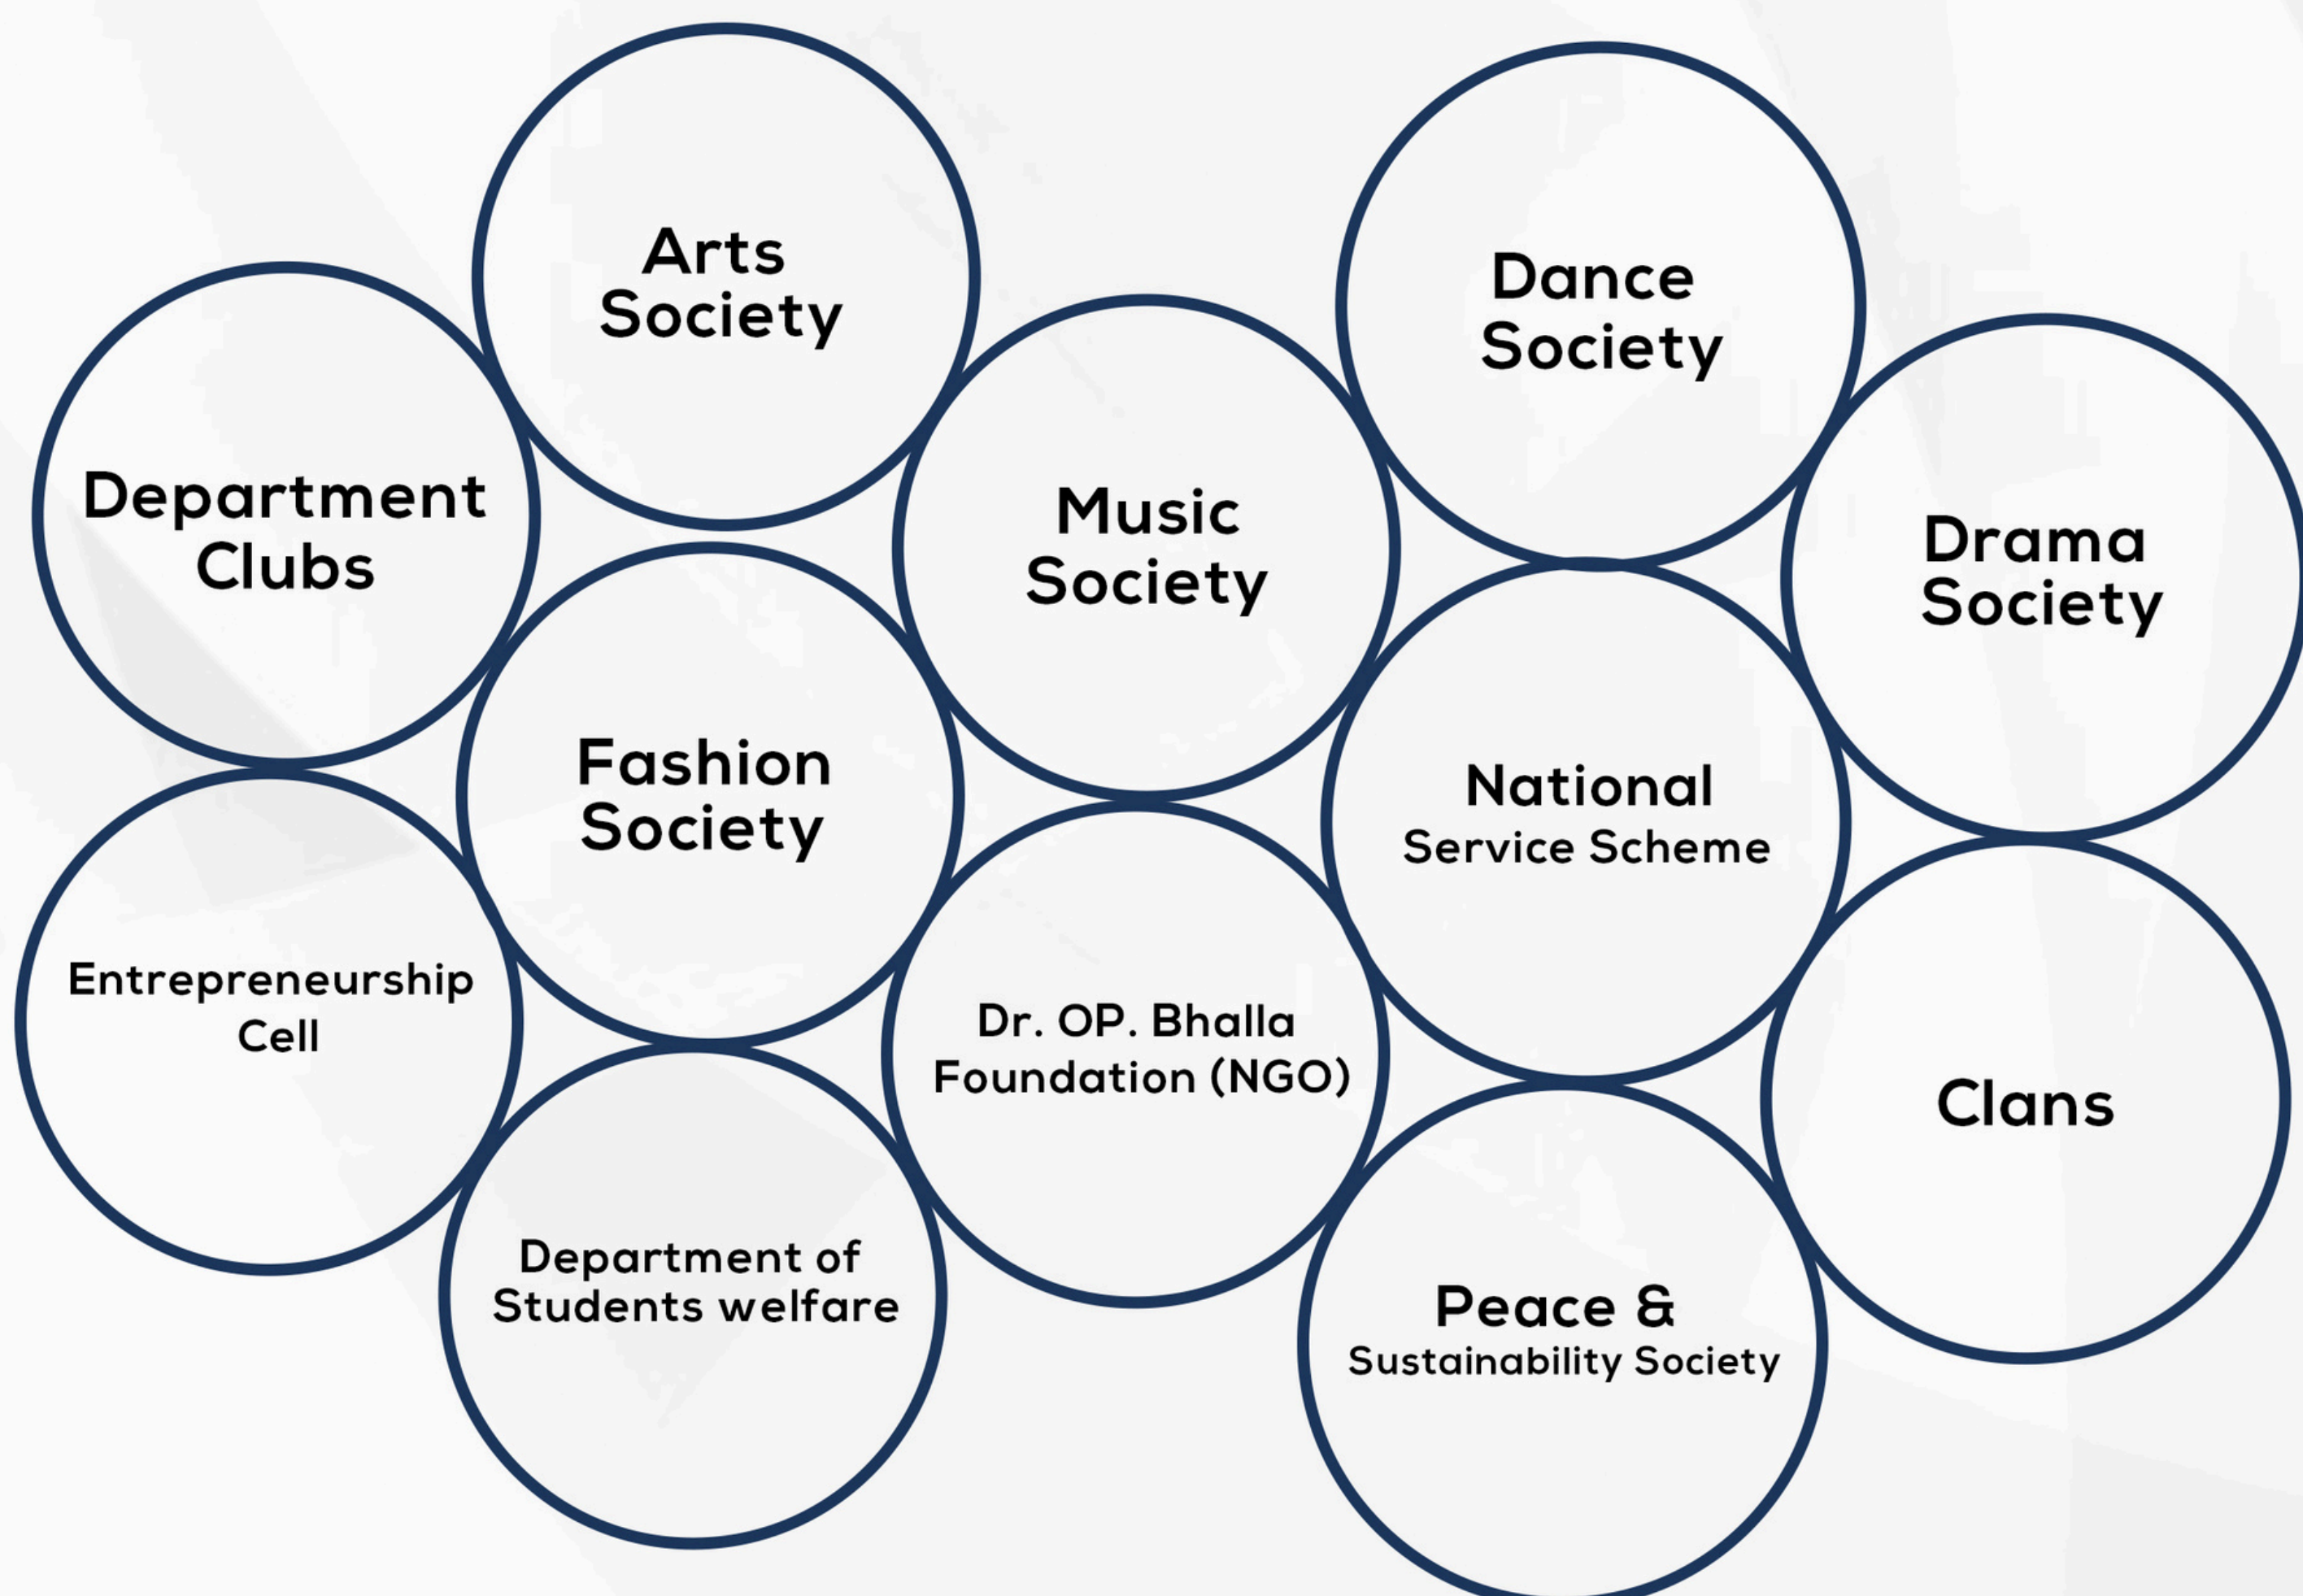 Arts
Society
Dance
Society
Department
Clubs
Music
Society
Drama
Society
Fashion
Society
National
Service Scheme
Entrepreneurship
Cell
Dr. OP. Bhalla
Foundation (NGO)
Clans
Department of
Students welfare
Peace &
Sustainability Society